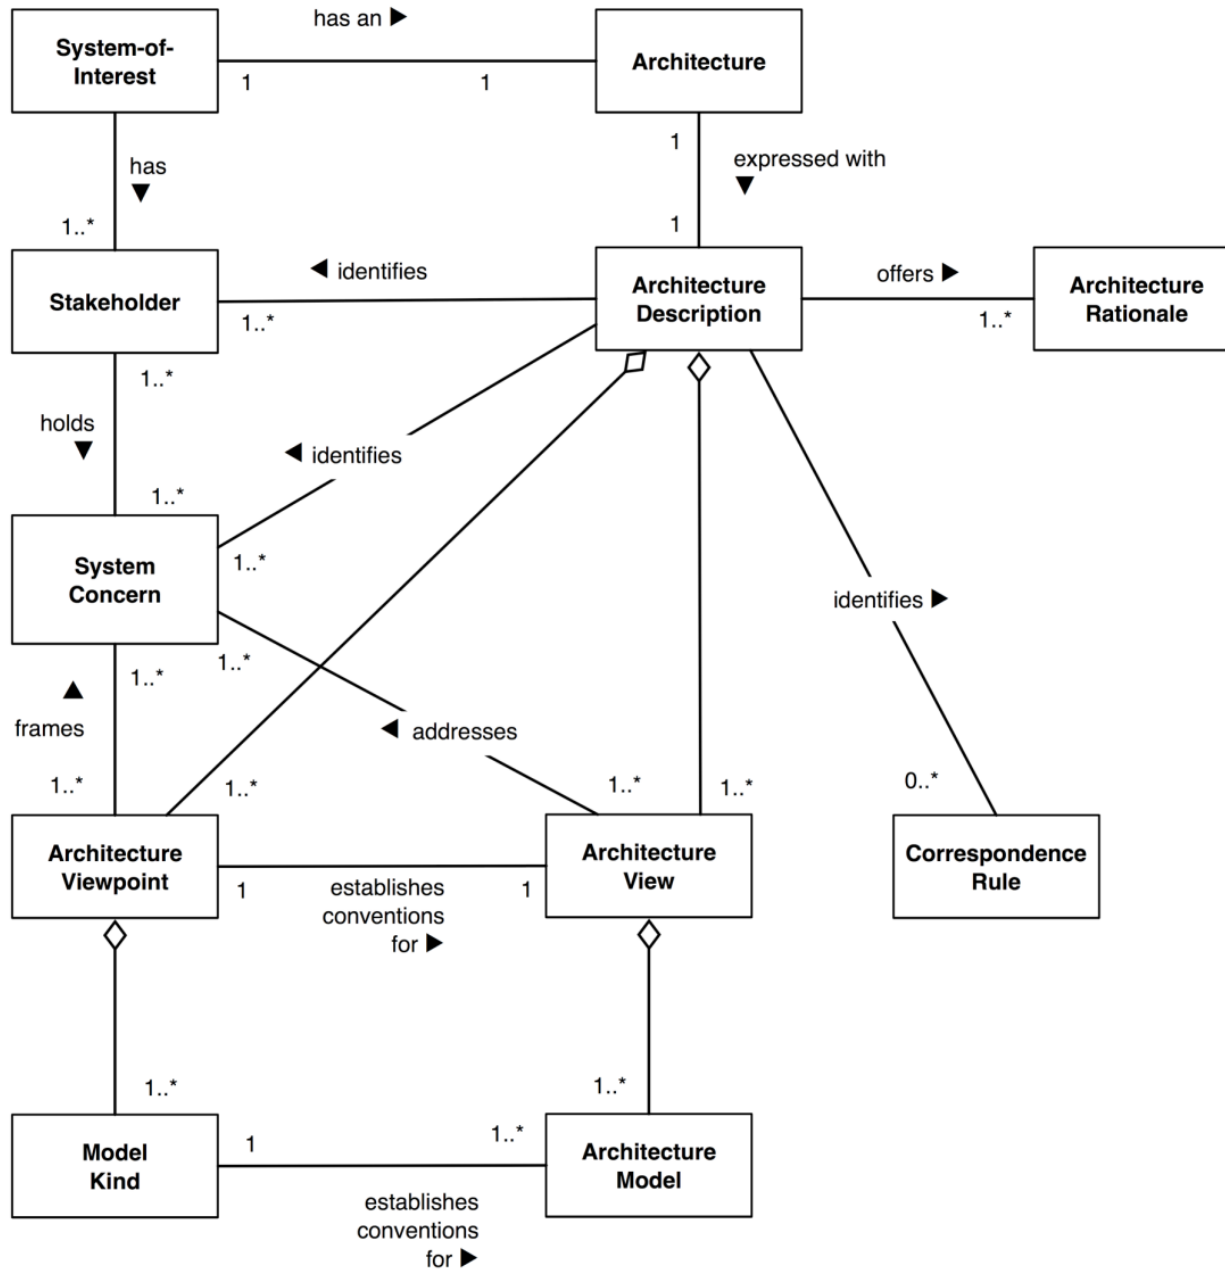 has an ▶
System-of-
Interest
Architecture
1
1
1
has
▼
expressed with
▼
1..*
1
Stakeholder
◀ identifies
1..*
Architecture
Description
offers ▶
1..*
Architecture
Rationale
1..*
holds
▼
◀ identifies
1..*
System
Concern
1..*
identifies ▶
1..*
1..*
▲
frames
◀ addresses
1..*
1..*
1..*
1..*
0..*
Architecture
Viewpoint
1
establishes
conventions
for ▶
1
Architecture
View
Correspondence
Rule
1..*
1..*
Model
Kind
1
1..*
establishes
conventions
for ▶
Architecture
Model